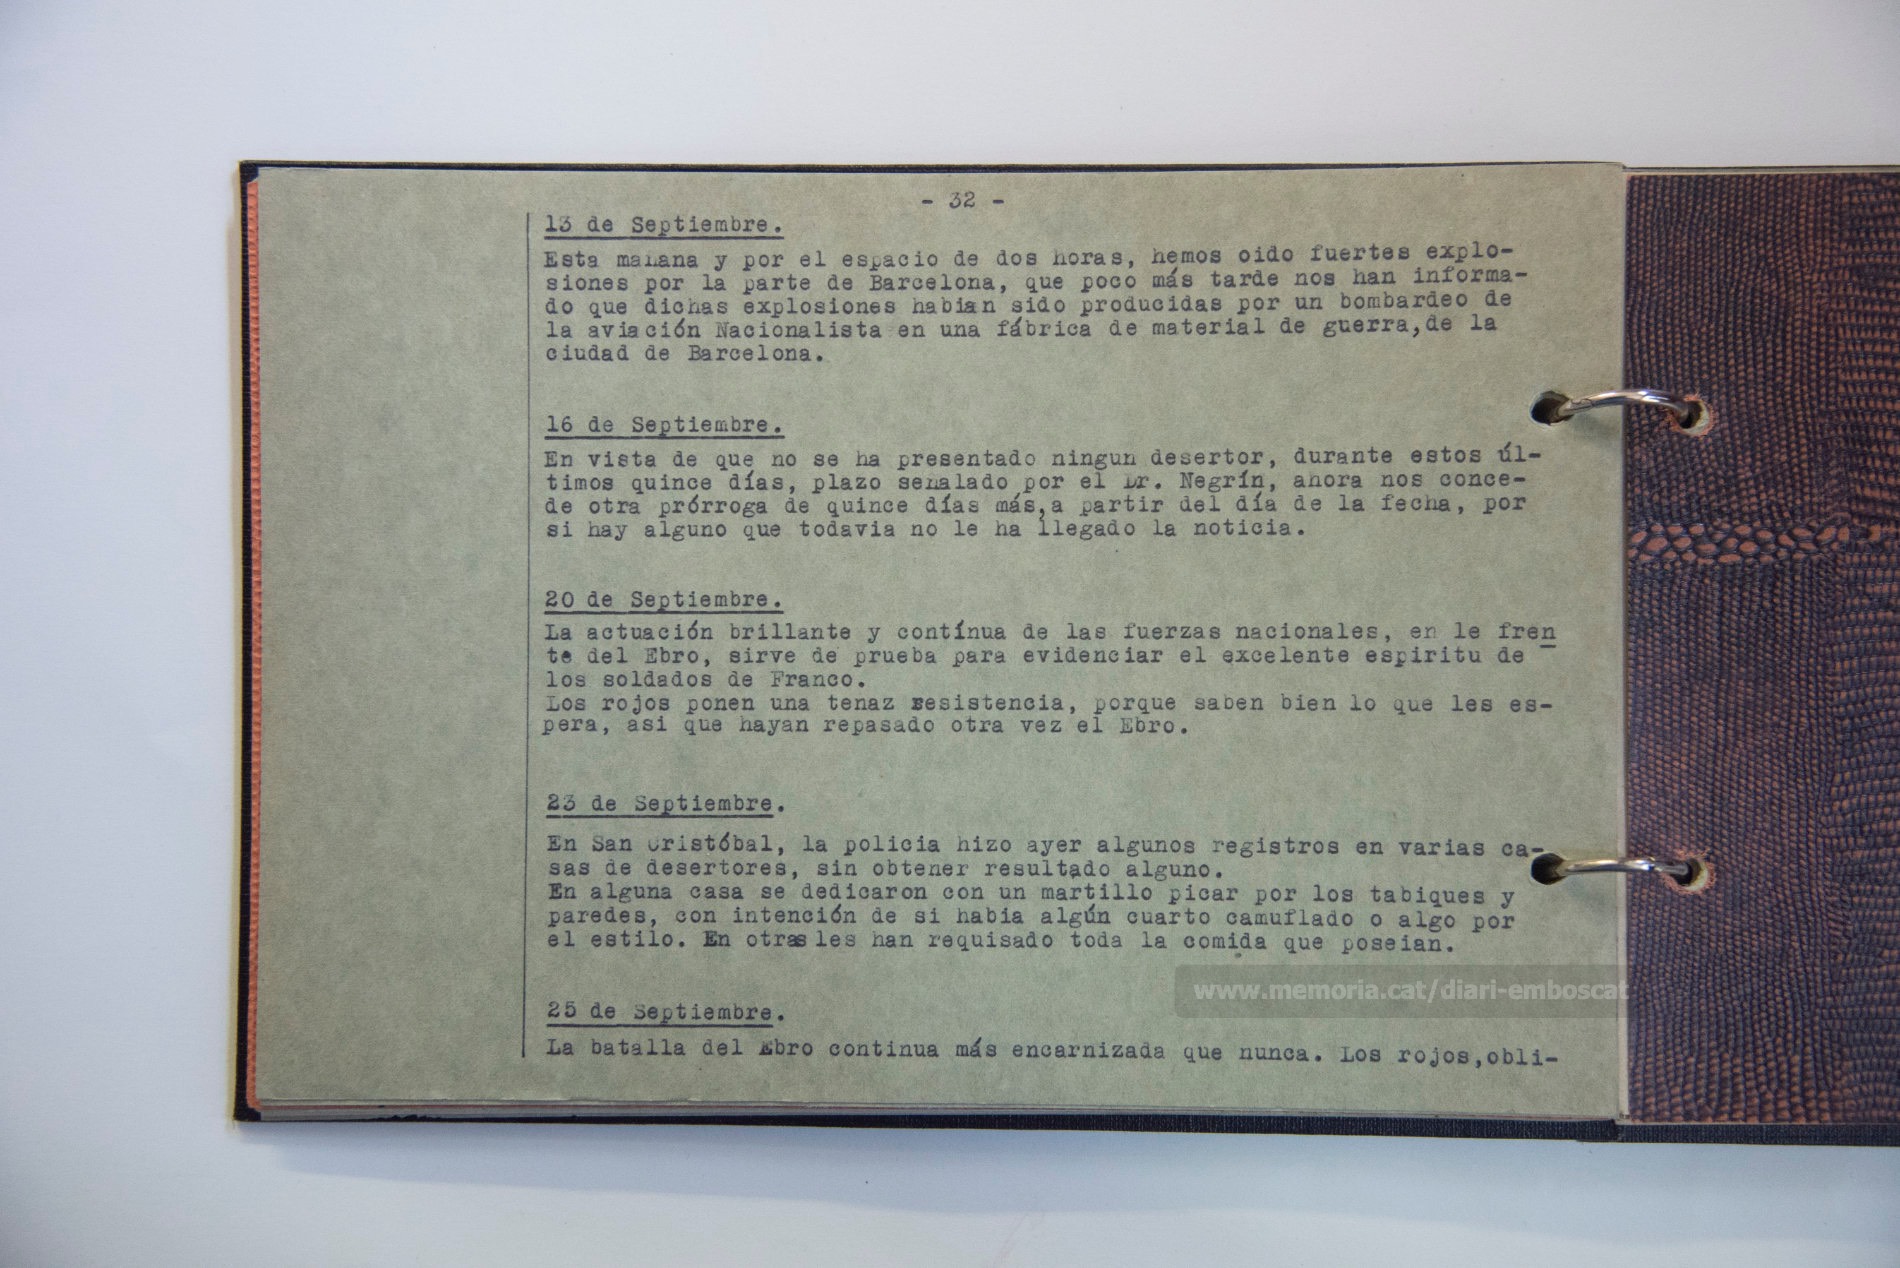 - 32 -
13 de Septiembre.
Esta mañana y por el espacio de dos horas, hemos oido fuertes explo-
siones por la parte de Barcelona, que poco más tarde nos han informa-
do que dichas explosiones habian sido producidas por un bombardeo de
la aviación Nacionalista en una fábrica de material de guerra,de la
ciudad de Barcelona.
16 de Septiembre.
En vista de que no se ha presentado ningun desertor, durante estos úl-
timos quince días, plazo señalado por el Dr. Negrín, ahora nos conce-
de otra prórroga de quince días más,a partir del día de la fecha, por
si hay alguno que todavia no le ha llegado la noticia.
20 de Septiembre.
La actuación brillante y contínua de las fuerzas nacionales, en le fren
te del Ebro, sirve de prueba para evidenciar el excelente espiritu de
los soldados de Franco.
Los rojos ponen una tenaz resistencia, porque saben bien lo que les es-
pera, asi que hayan repasado otra vez el Ebro.
23 de Septiembre.
En San Cristóbal, la policia hizo ayer algunos registros en varias ca-
sas de desertores, sin obtener resultado alguno.
En alguna casa se dedicaron con un martillo picar por los tabiques y
paredes, con intención de si habia algún cuarto camuflado o algo por
el estilo. En otras les han requisado toda la comida que poseian.
www.memoria.cat/diari-emboscat
25 de Septiembre.
La batalla del Ebro continua más encarnizada que nunca. Los rojos,obli-